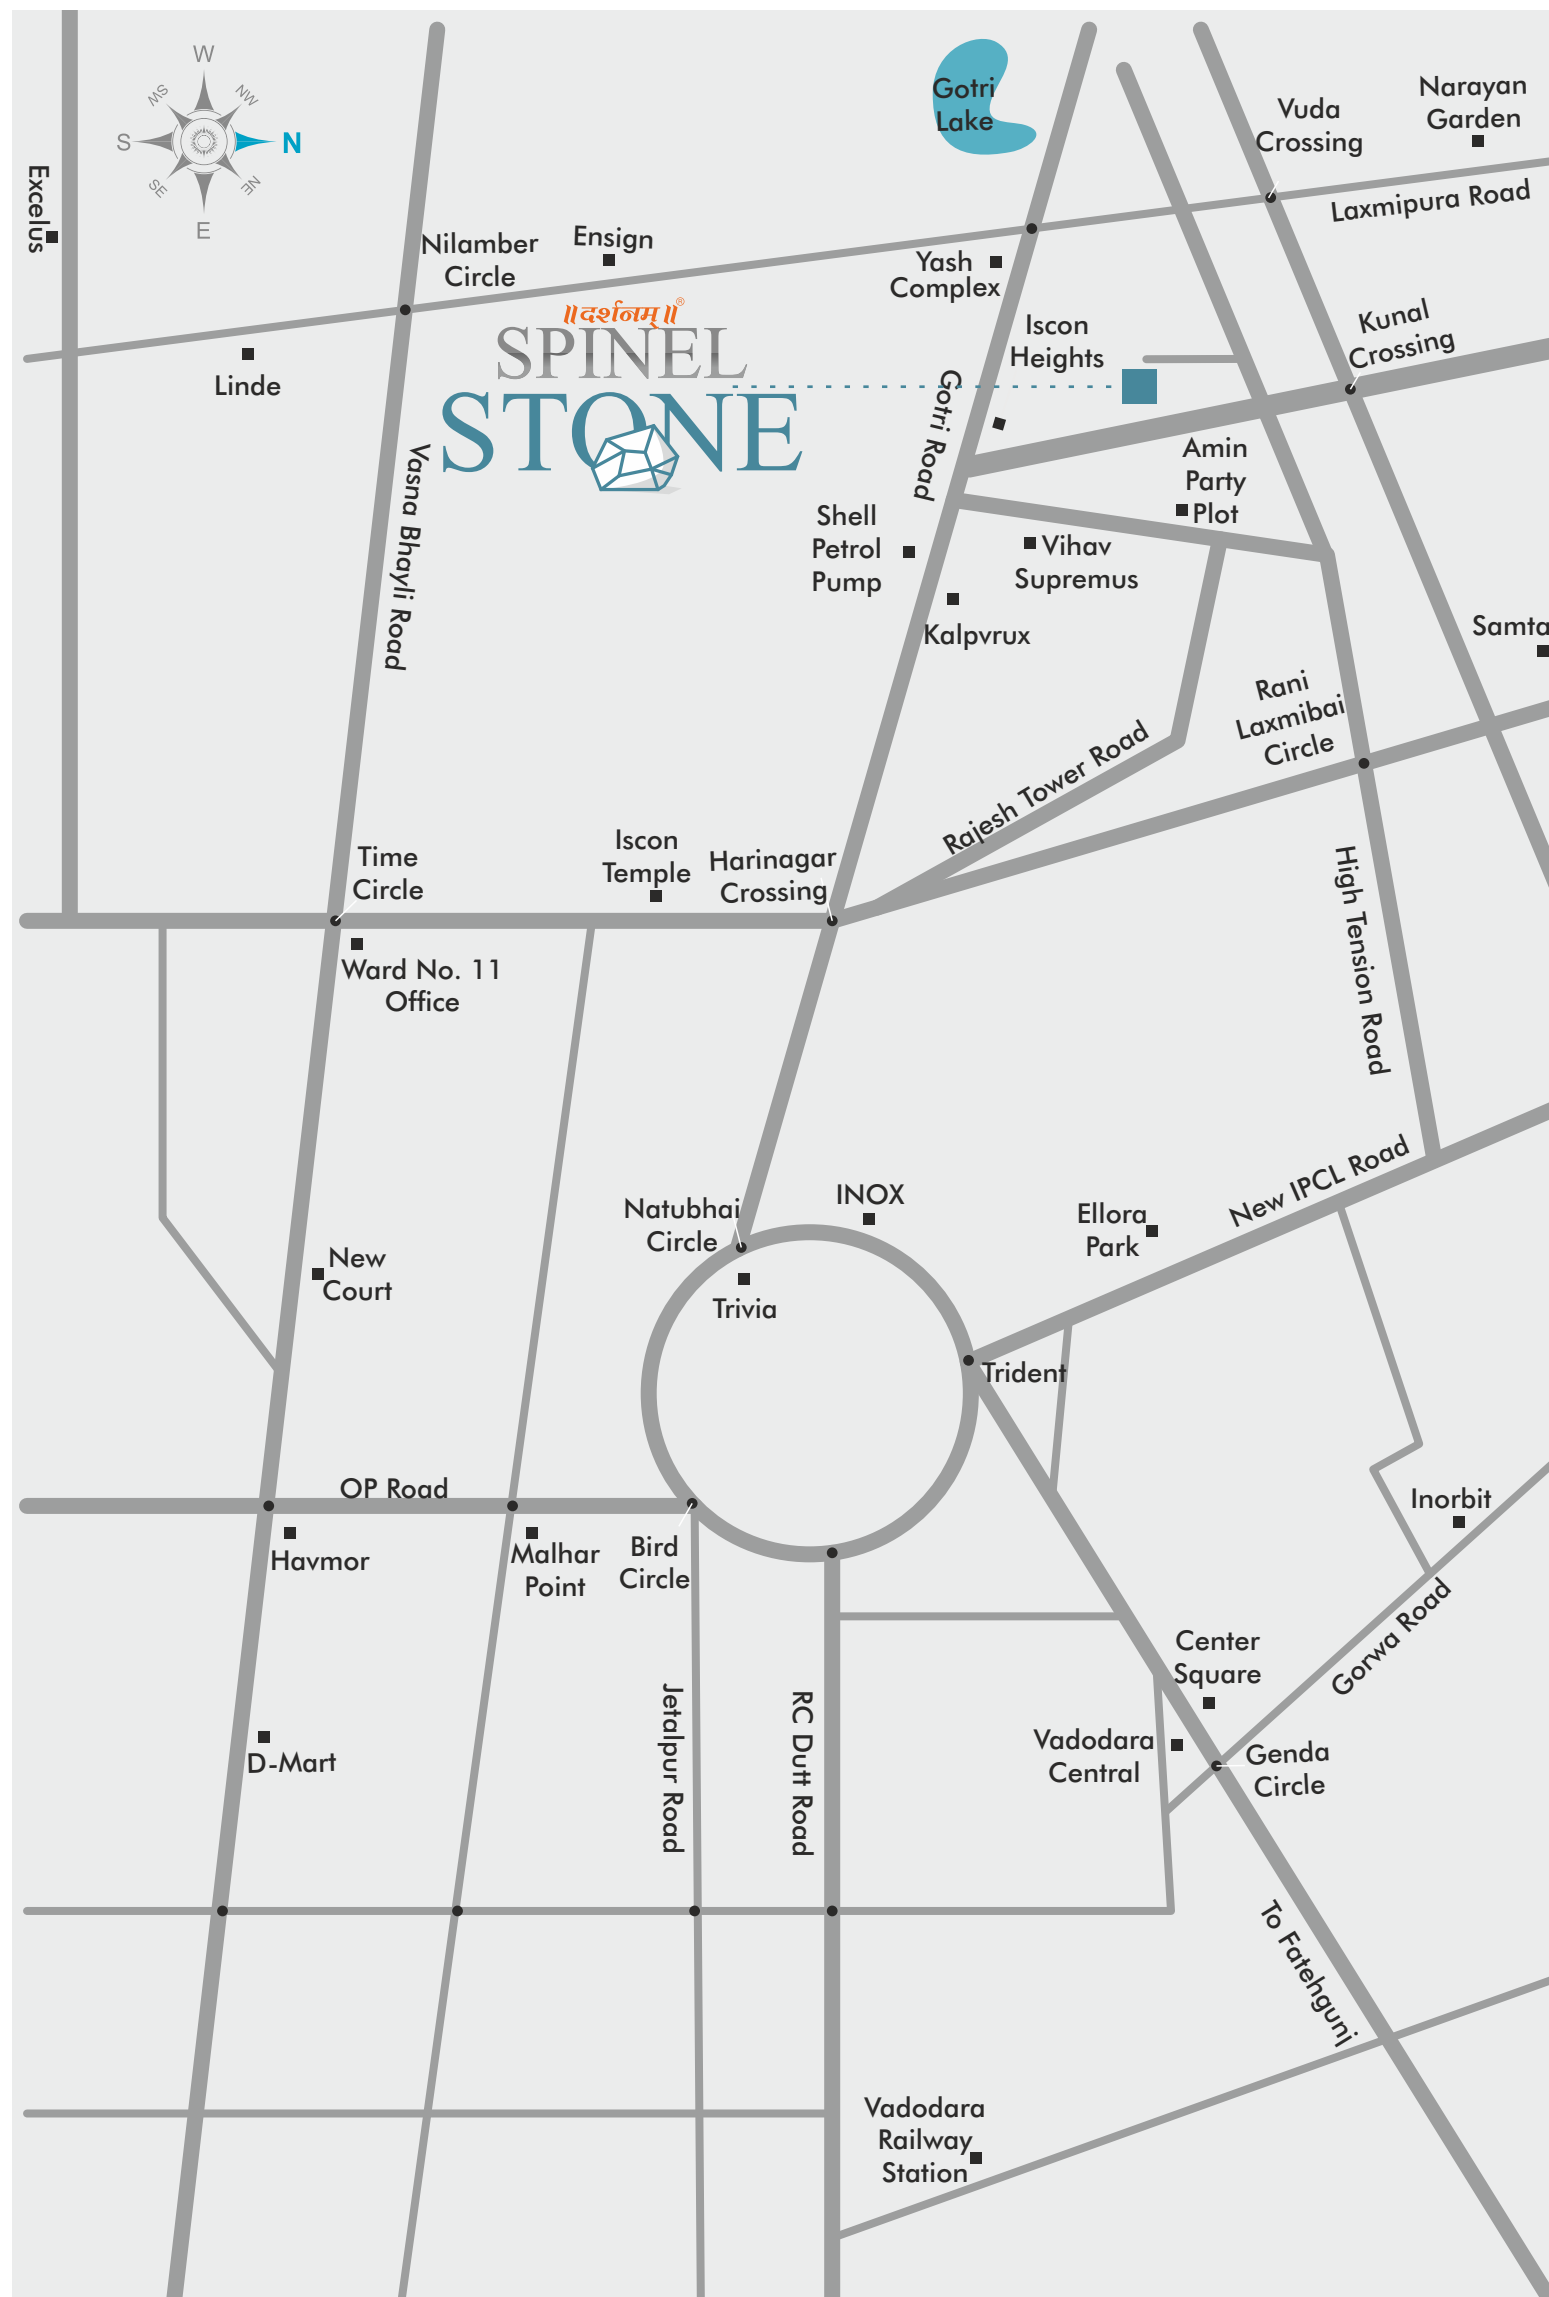 W
SW
NW
S
N
SE
NE
E
Excelus
Gotri
Lake
Vuda
Crossing
Narayan
Garden
Laxmipura Road
Nilamber
Circle
Ensign
Yash
Complex
Linde
॥दर्शनम्॥®
SPINEL
STONE
Iscon
Heights
Kunal
Crossing
Gotri Road
Vasna Bhayli Road
Amin
Party
Plot
Shell
Petrol
Pump
Vihav
Supremus
Kalpvrux
Samta
Rani
Laxmibai
Circle
Rajesh Tower Road
Time
Circle
Iscon
Temple
Harinagar
Crossing
High Tension Road
Ward No. 11
Office
Natubhai
Circle
INOX
Ellora
Park
New IPCL Road
New
Court
Trivia
Trident
OP Road
Havmor
Malhar
Point
Bird
Circle
Inorbit
Gorwa Road
Center
Square
Jetalpur Road
RC Dutt Road
D-Mart
Vadodara
Central
Genda
Circle
To Fatehgunj
Vadodara
Railway
Station